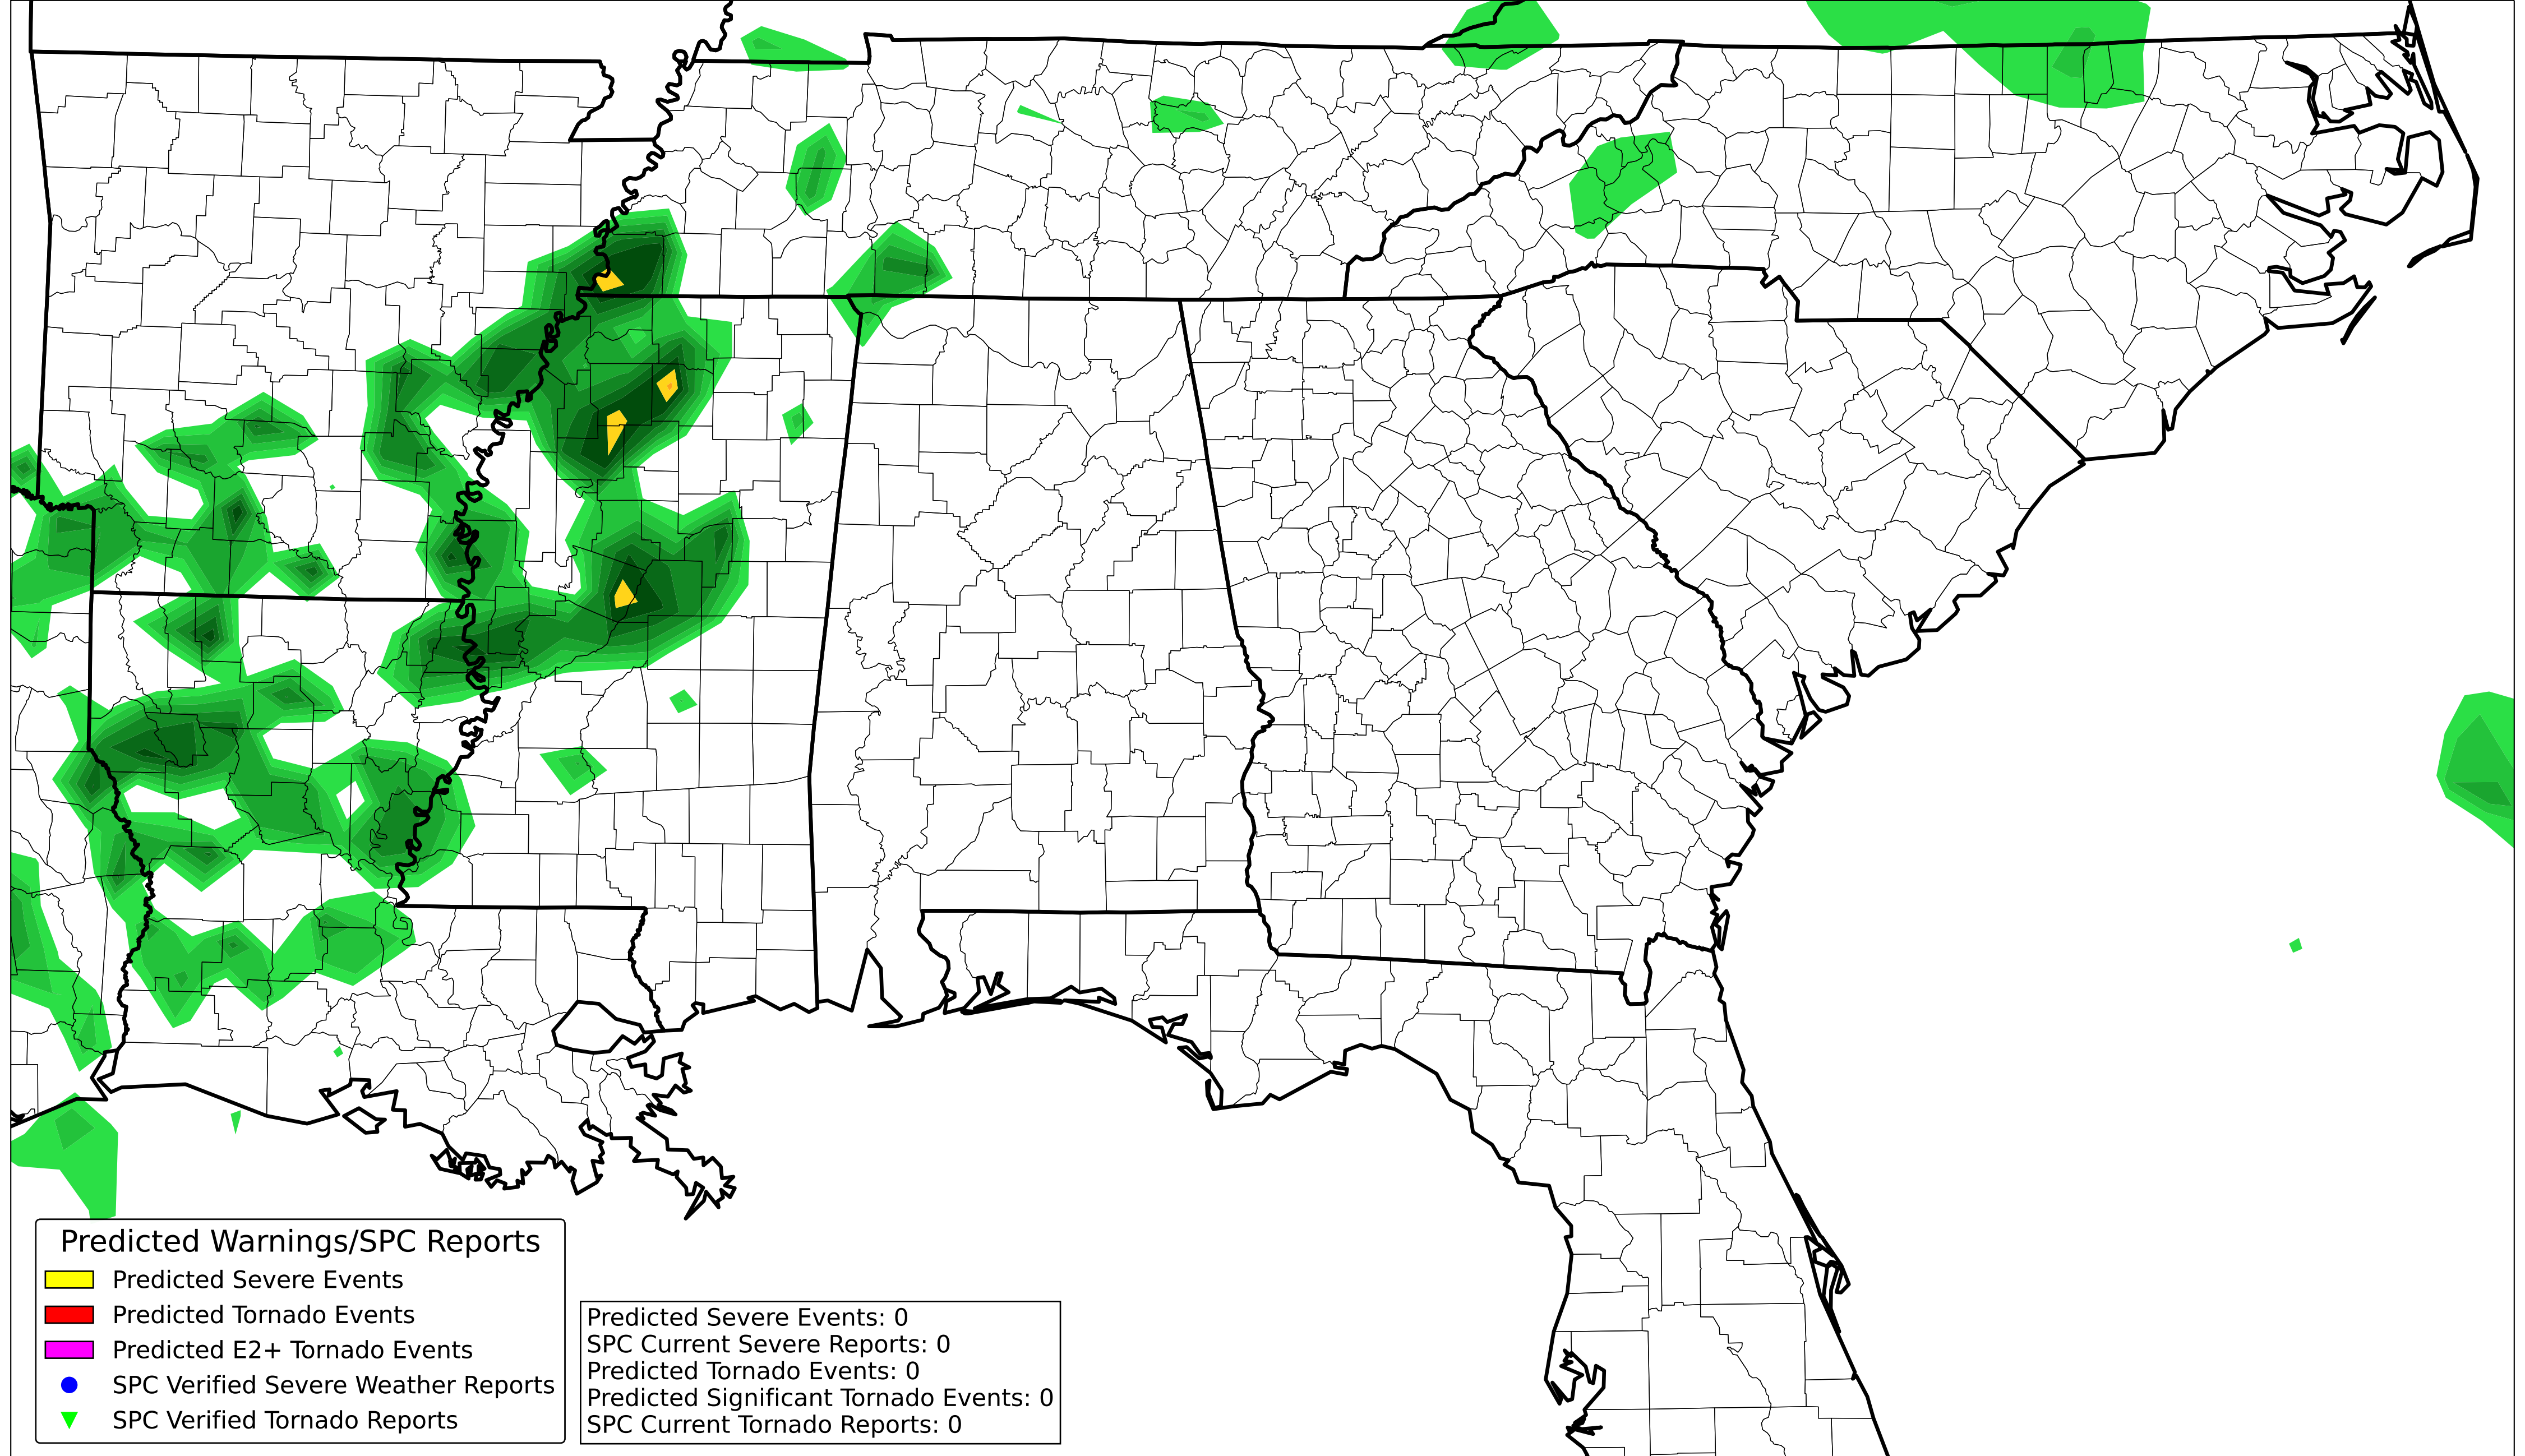 Predicted Warnings/SPC Reports
Predicted Severe Events
Predicted Tornado Events
Predicted E2+ Tornado Events
SPC Verified Severe Weather Reports
SPC Verified Tornado Reports
Predicted Severe Events: 0
SPC Current Severe Reports: 0
Predicted Tornado Events: 0
Predicted Significant Tornado Events: 0
SPC Current Tornado Reports: 0